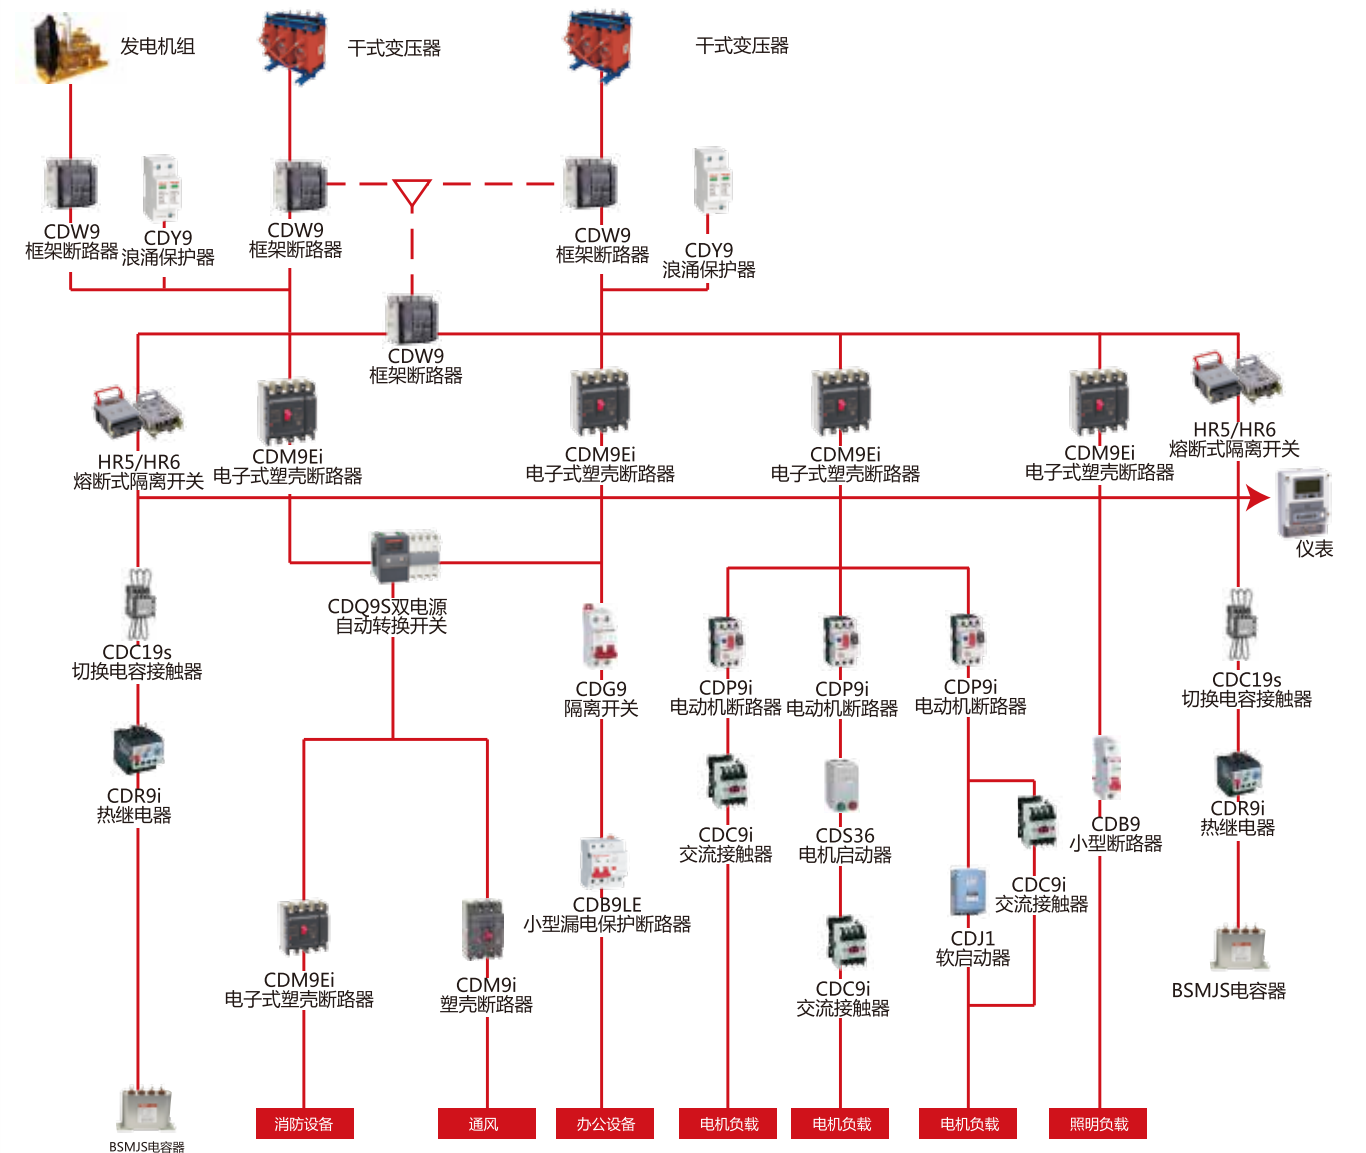 发电机组
干式变压器
干式变压器
CDW9
框架断路器
CDY9
浪涌保护器
CDW9
框架断路器
CDW9
框架断路器
CDY9
浪涌保护器
CDW9
框架断路器
HR5/HR6
熔断式隔离开关
CDM9Ei
电子式塑壳断路器
CDM9Ei
电子式塑壳断路器
CDM9Ei
电子式塑壳断路器
CDM9Ei
电子式塑壳断路器
HR5/HR6
熔断式隔离开关
仪表
CDQ9S双电源
自动转换开关
CDC19s
切换电容接触器
CDG9
隔离开关
CDP9i
电动机断路器
CDP9i
电动机断路器
CDP9i
电动机断路器
CDC19s
切换电容接触器
CDR9i
热继电器
CDC9i
交流接触器
CDS36
电机启动器
CDB9
小型断路器
CDR9i
热继电器
CDB9LE
小型漏电保护断路器
CDC9i
交流接触器
CDJ1
软启动器
CDM9Ei
电子式塑壳断路器
CDM9i
塑壳断路器
CDC9i
交流接触器
BSMJS电容器
消防设备
通风
办公设备
电机负载
电机负载
电机负载
照明负载
BSMJS电容器